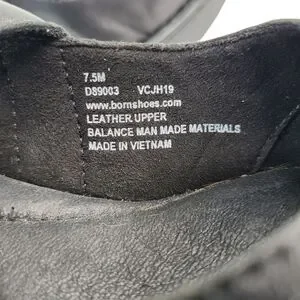 7.5M
D89003 VCJH19
www.bornshoes.com
LEATHER UPPER
BALANCE MAN MADE MATERIALS
MADE IN VIETNAM